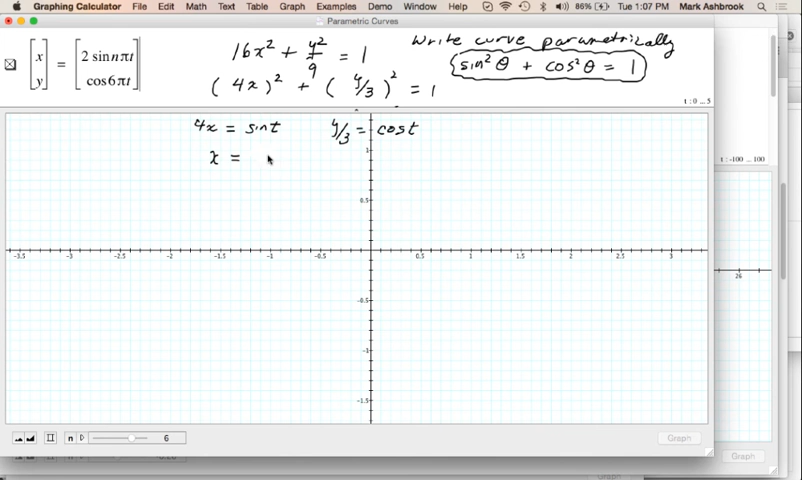 Graphing Calculator File Edit Math Text Table Graph Examples Demo Window Help 86% Tue 1:07 PM Mark Ashbrook
Parametric Curves
[x y] = [2 sin nπt cos6πt]
16x² + y²/9 = 1
Write curve parametrically
(4x)² + (y/3)² = 1
sin²θ + cos²θ = 1
t: 0 ... 5
4x = sint y/3 = cost
x =
t: -100 ... 100
1
0.5
-3.5 -3 -2.5 -2 -1.5 -1 -0.5 0.5 1 1.5 2 2.5 3
26
-0.5
-1
-1.5
n 6
Graph
Graph